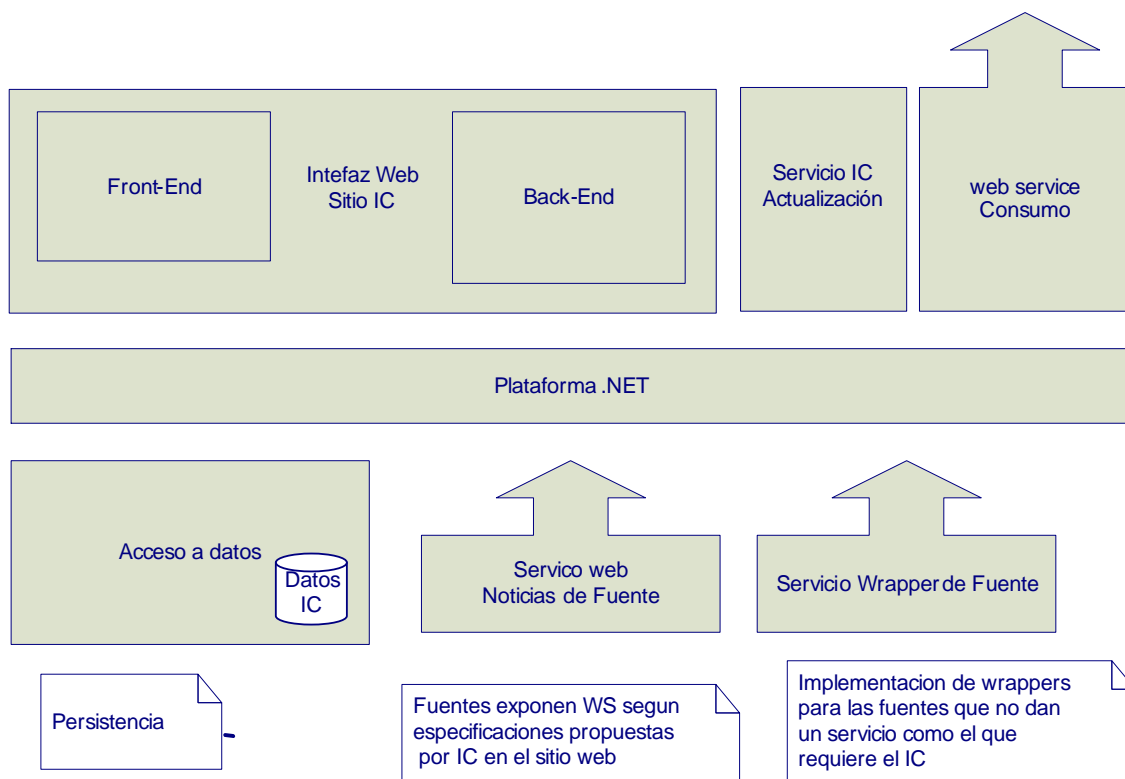 Front-End
Intefaz Web
Sitio IC
Back-End
Servicio IC
Actualización
web service
Consumo
Plataforma .NET
Acceso a datos
Datos
IC
Servico web
Noticias de Fuente
Servicio Wrapper de Fuente
Persistencia
Fuentes exponen WS segun
especificaciones propuestas
por IC en el sitio web
Implementacion de wrappers
para las fuentes que no dan
un servicio como el que
requiere el IC